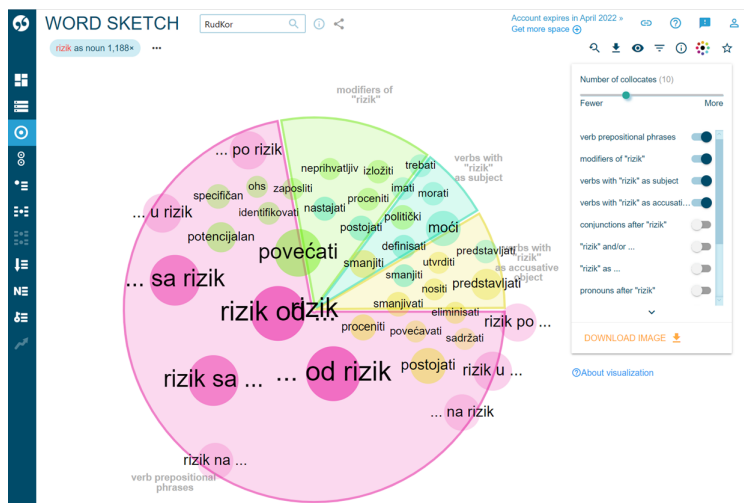 WORD SKETCH
RudKor
Account expires in April 2022 »
Get more space
rizik as noun 1,188×
Number of collocates (10)
Fewer
More
verb prepositional phrases
modifiers of "rizik"
verbs with "rizik" as subject
verbs with "rizik" as accusati...
conjunctions after "rizik"
"rizik" and/or ...
"rizik" as ...
pronouns after "rizik"
DOWNLOAD IMAGE
About visualization
modifiers of
"rizik"
verbs with
"rizik"
as subject
verbs with
"rizik"
as accusative
object
verb prepositional
phrases
... po rizik
neprihvatljiv
izložiti
trebati
specifičan
ohs
zaposliti
proceniti
imati
morati
... u rizik
identifikovati
nastajati
politički
potencijalan
postojati
moći
povećati
definisati
smanjiti
utvrditi
predstavljati
... sa rizik
smanjiti
nositi
predstavljati
smanjivati
rizik od ...
rizik
eliminisati
rizik po ...
proceniti
povećavati
sadržati
rizik sa ...
... od rizik
postojati
rizik u ...
... na rizik
rizik na ...